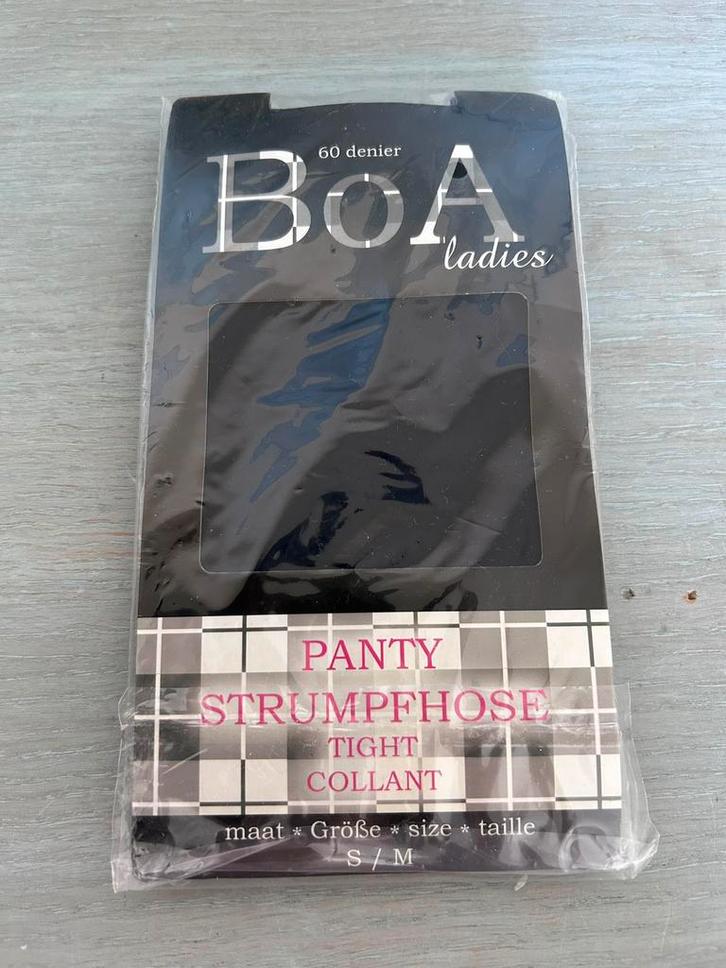 60 denier
BoA
ladies
PANTY
STRUMPFHOSE
TIGHT
COLLANT
maat * Größe * size * taille
S / M